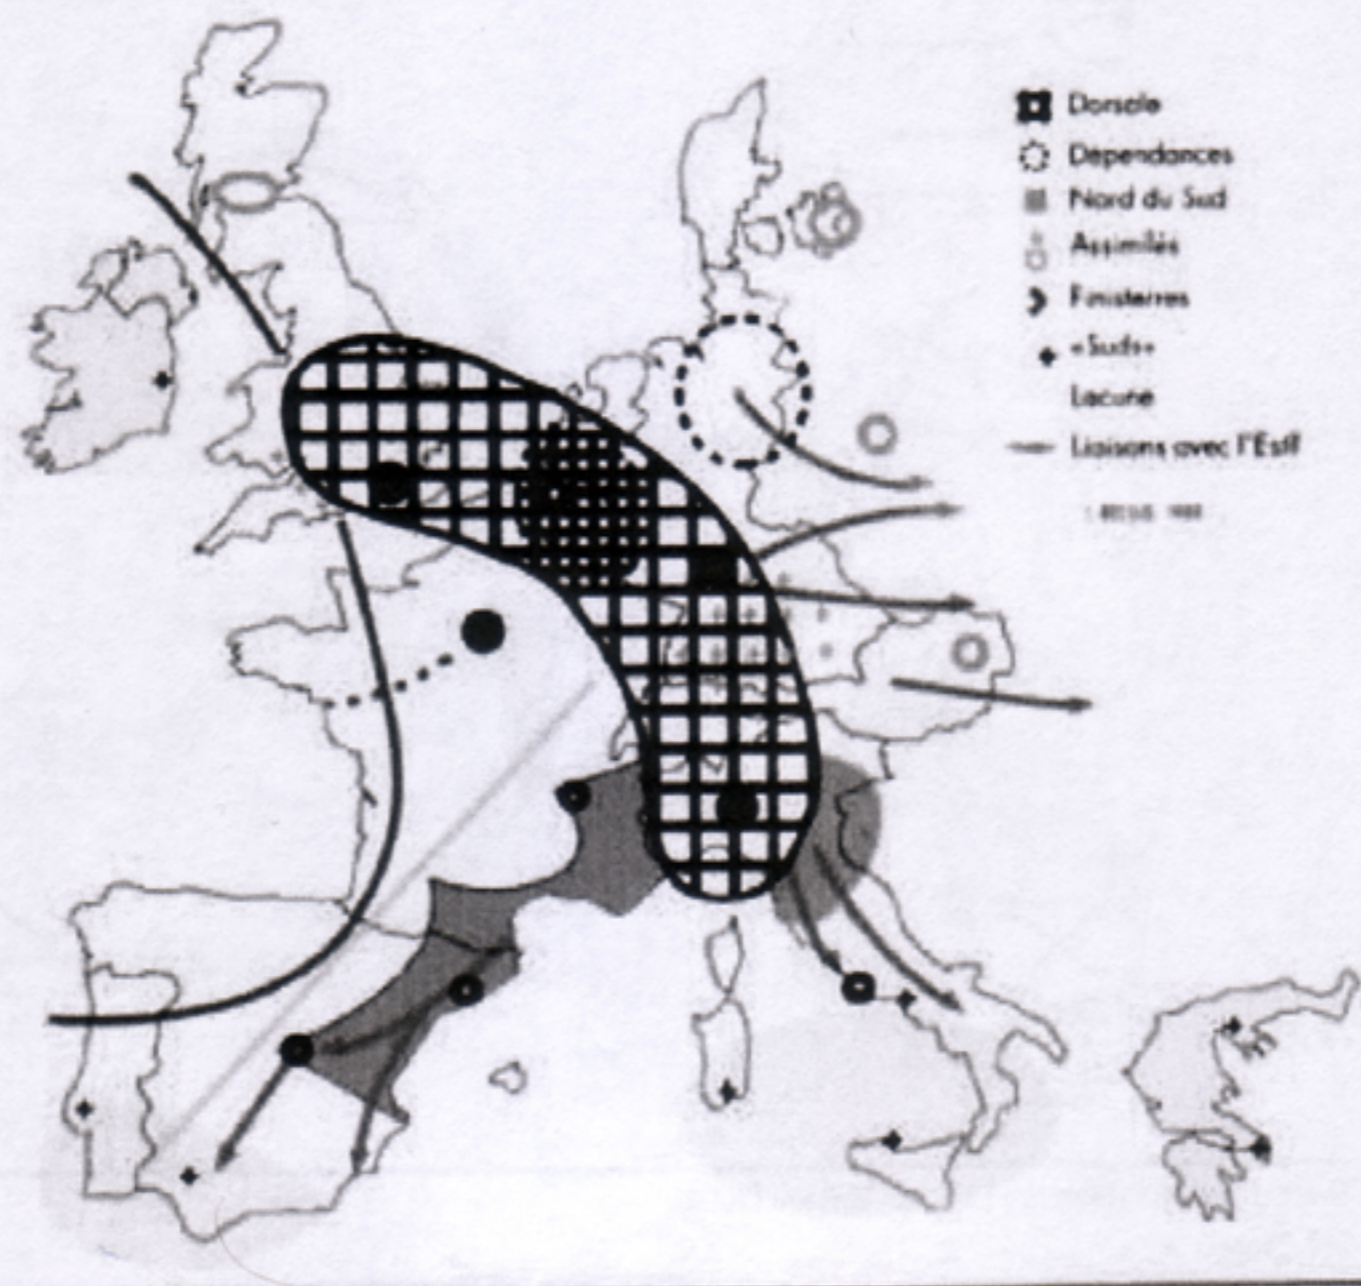 Dorsale
Dépendances
Nord du Sud
Assimilés
Finisterres
«Suds»
Lacune
Liaisons avec l'Est